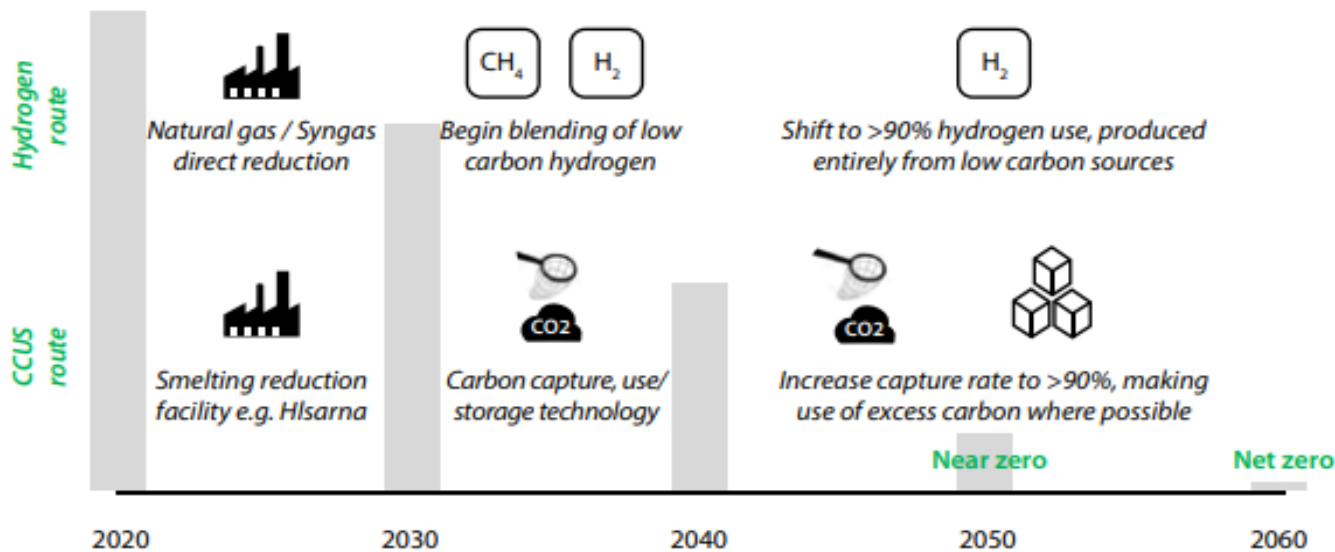 Hydrogen
route
CH₄
H₂
H₂
Natural gas / Syngas
direct reduction
Begin blending of low
carbon hydrogen
Shift to >90% hydrogen use, produced
entirely from low carbon sources
CCUS
route
CO2
CO2
Smelting reduction
facility e.g. HIsarna
Carbon capture, use/
storage technology
Increase capture rate to >90%, making
use of excess carbon where possible
Near zero
Net zero
2020
2030
2040
2050
2060